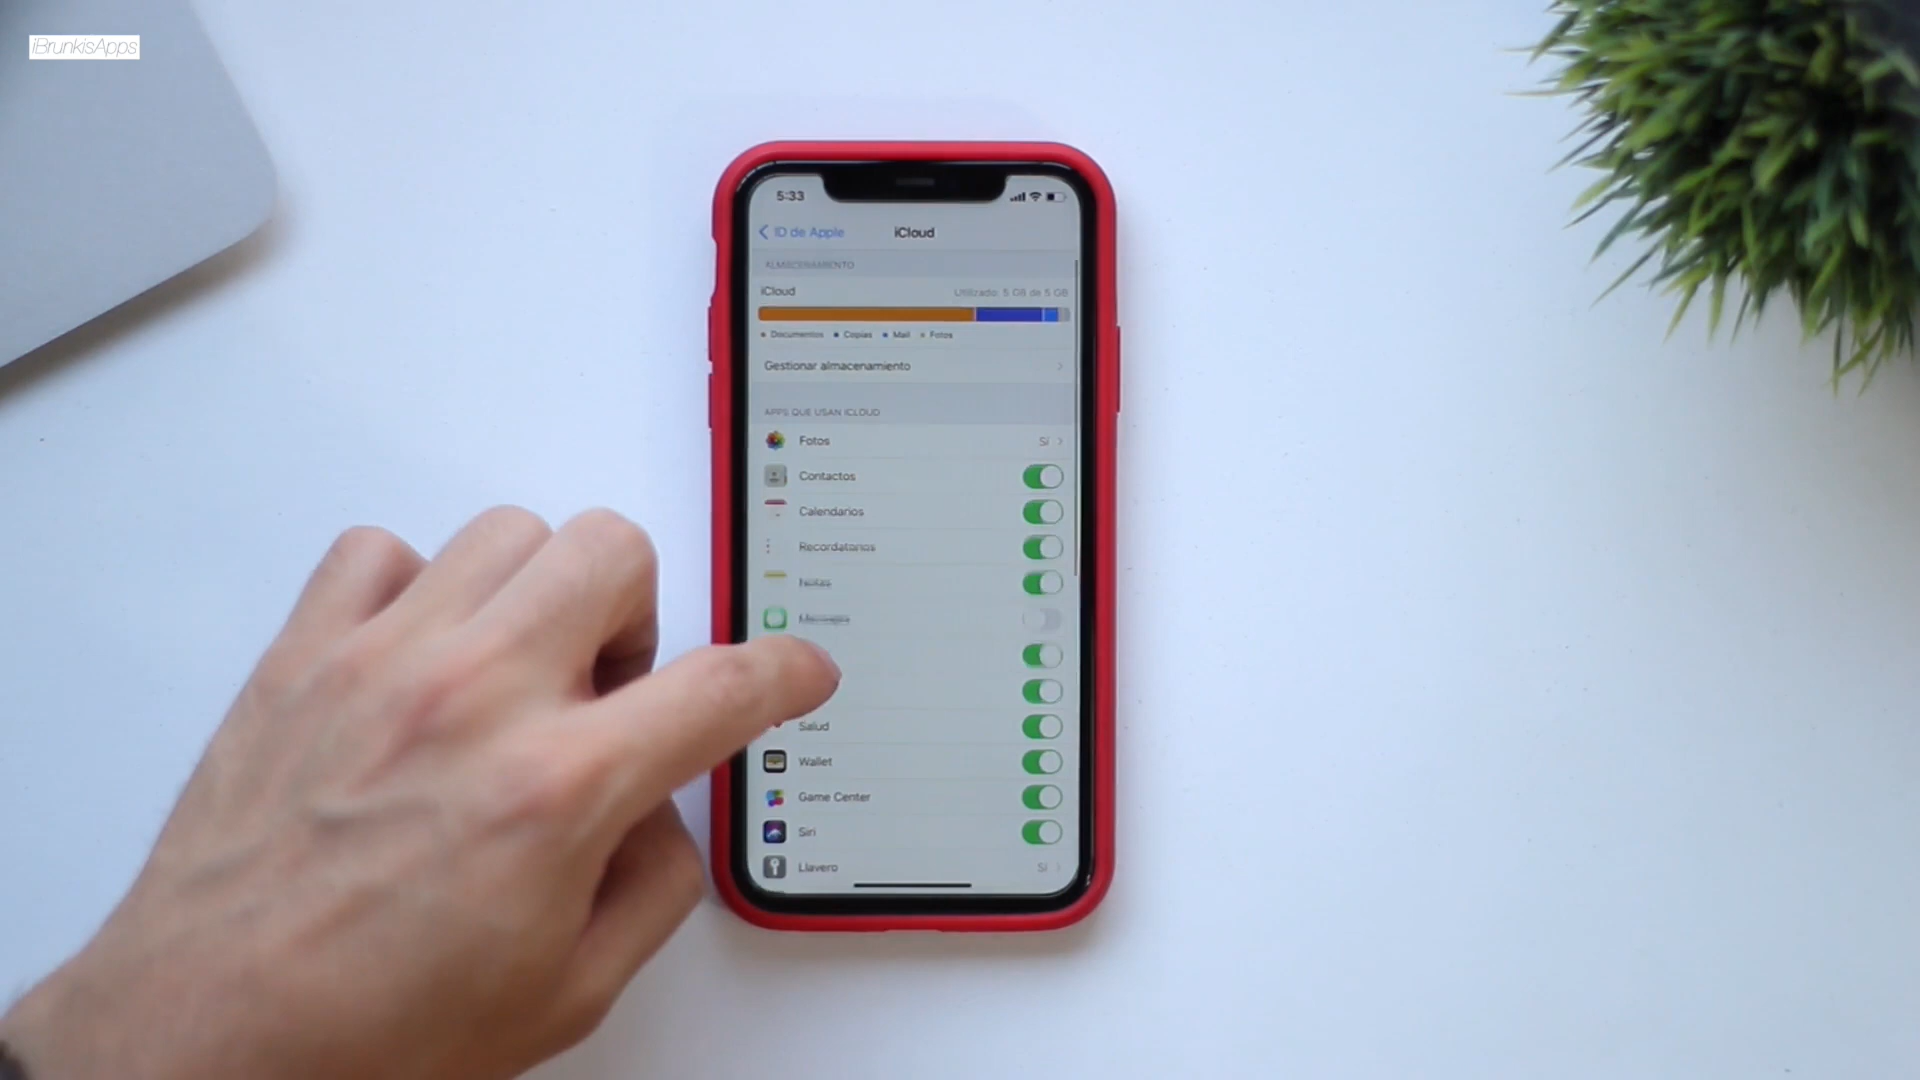 iBrunkisApps
5:33
ID de Apple
iCloud
ALMACENAMIENTO
iCloud
Utilizado: 5 GB de 5 GB
Documentos Copias Mail Fotos
Gestionar almacenamiento
APPS QUE USAN ICLOUD
Fotos
Sí
Contactos
Calendarios
Recordatorios
Notas
Mensajes
Salud
Wallet
Game Center
Siri
Llavero
Sí